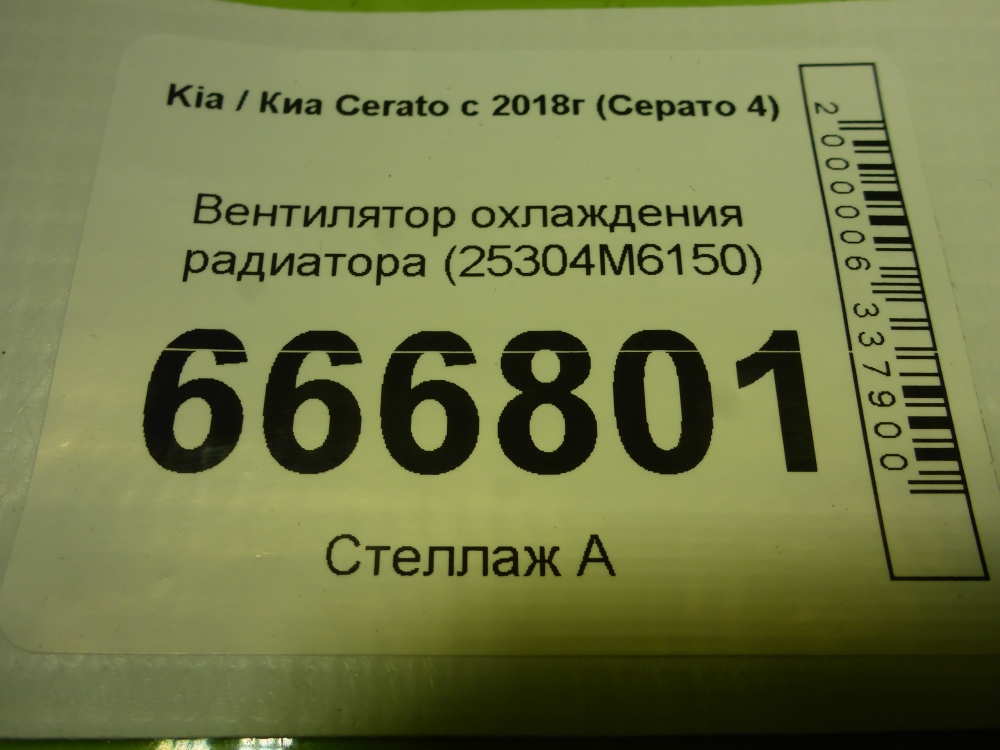 Kia / Киа Cerato с 2018г (Серато 4)
Вентилятор охлаждения
радиатора (25304M6150)
666801
Стеллаж А
2000006337900